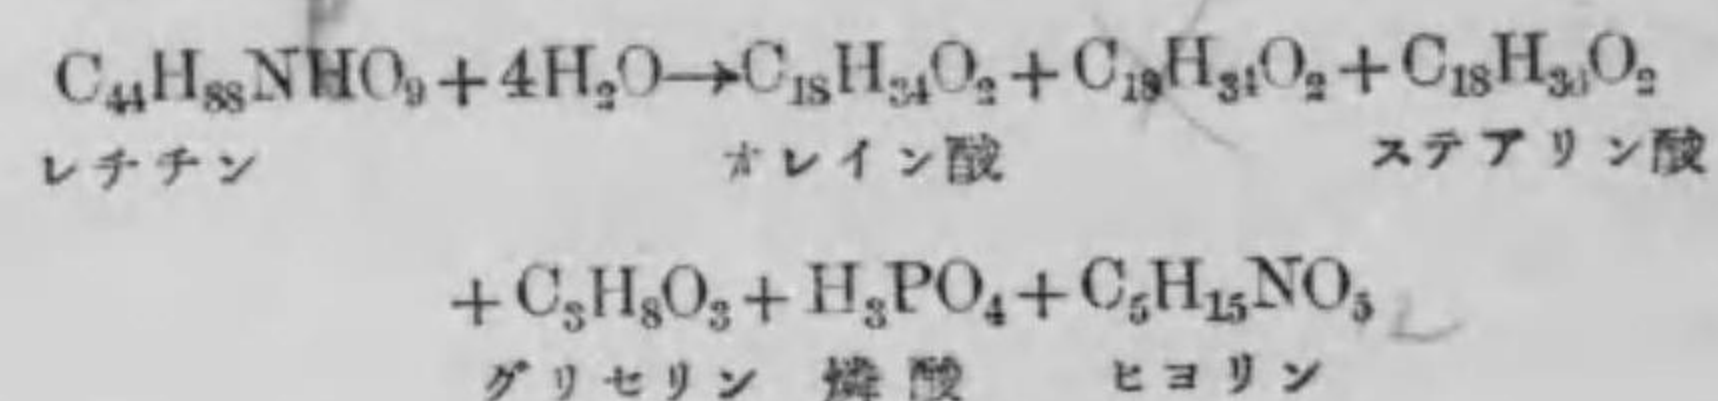 C₄₄H₈₈NHO₉+4H₂O→C₁₈H₃₄O₂+C₁₈H₃₄O₂+C₁₈H₃₆O₂
レチチン オレイン酸 ステアリン酸
+C₃H₈O₃+H₃PO₄+C₅H₁₅NO₅
グリセリン 燐酸 ヒヨリン